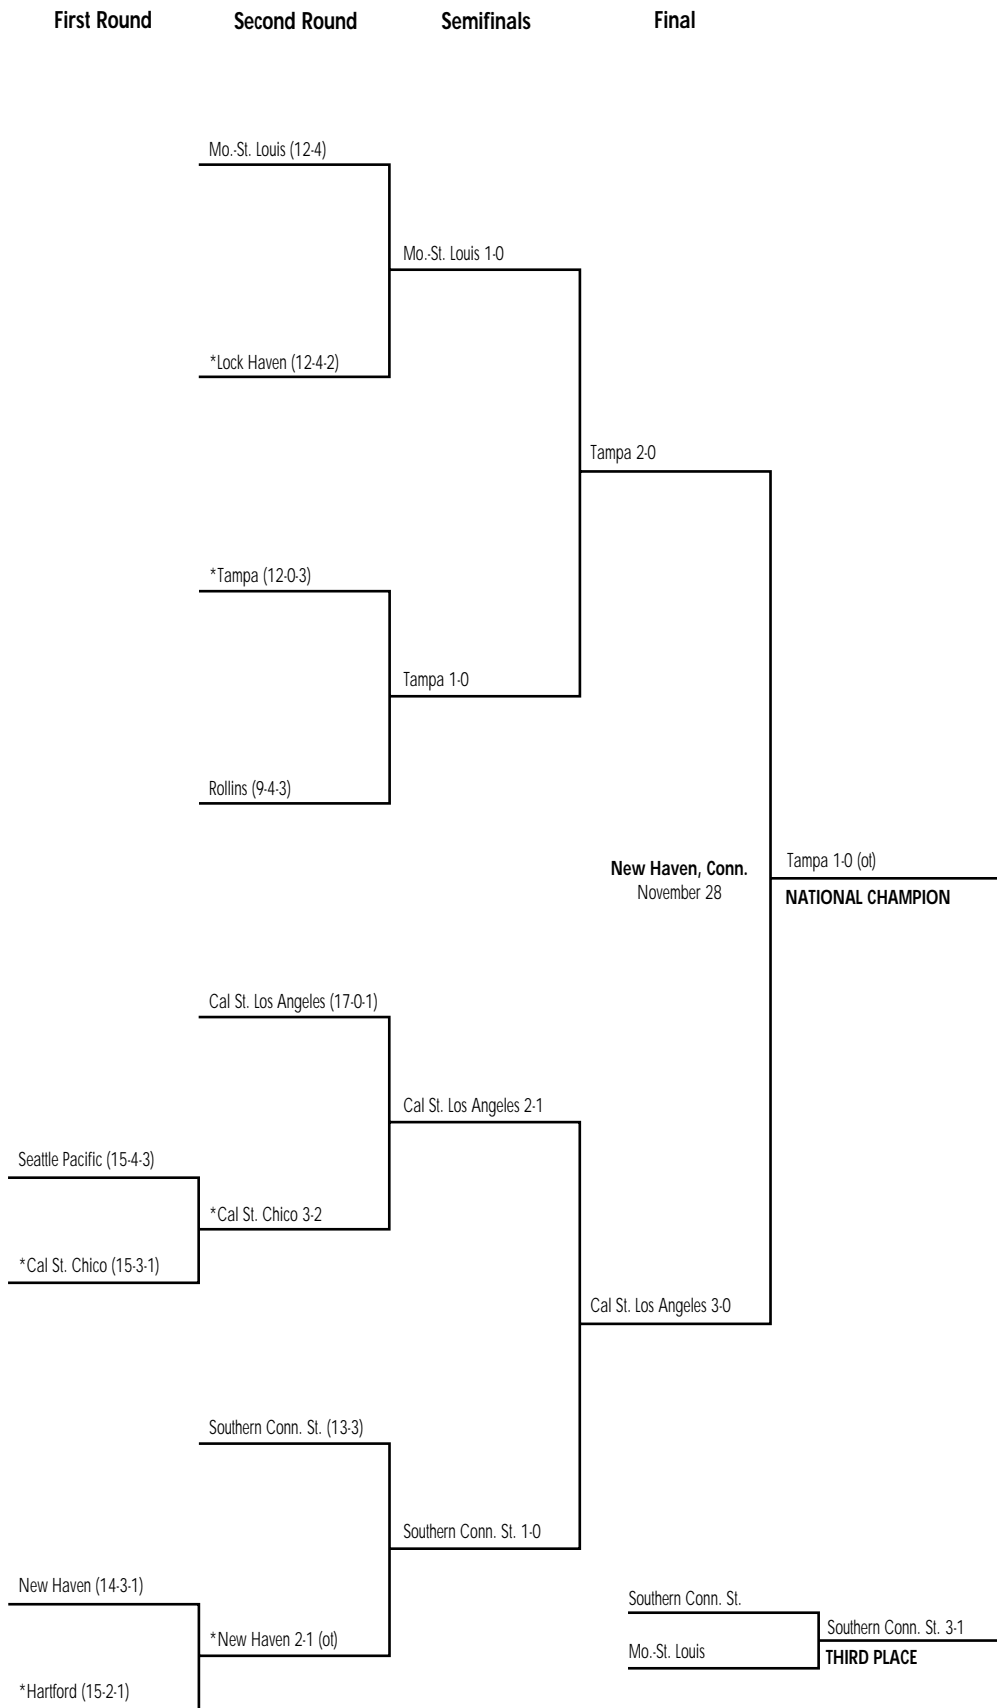 First Round Second Round Semifinals Final
Mo.-St. Louis (12-4)
Mo.-St. Louis 1-0
*Lock Haven (12-4-2)
Tampa 2-0
*Tampa (12-0-3)
Tampa 1-0
Rollins (9-4-3)
New Haven, Conn.
November 28
Tampa 1-0 (ot)
NATIONAL CHAMPION
Cal St. Los Angeles (17-0-1)
Cal St. Los Angeles 2-1
Seattle Pacific (15-4-3)
*Cal St. Chico 3-2
*Cal St. Chico (15-3-1)
Cal St. Los Angeles 3-0
Southern Conn. St. (13-3)
Southern Conn. St. 1-0
New Haven (14-3-1)
*New Haven 2-1 (ot)
*Hartford (15-2-1)
Southern Conn. St.
Southern Conn. St. 3-1
Mo.-St. Louis
THIRD PLACE